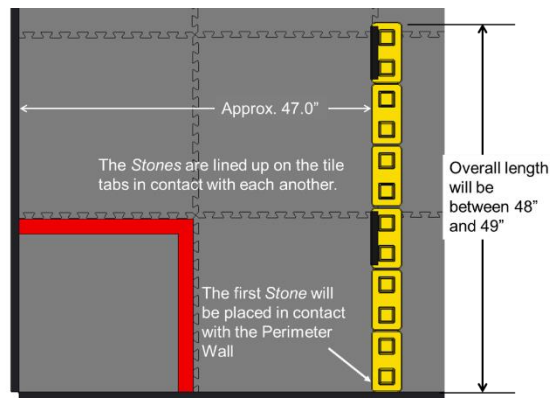 Approx. 47.0”
The Stones are lined up on the tile
tabs in contact with each another.
Overall length
will be
between 48”
and 49”
The first Stone will
be placed in contact
with the Perimeter
Wall